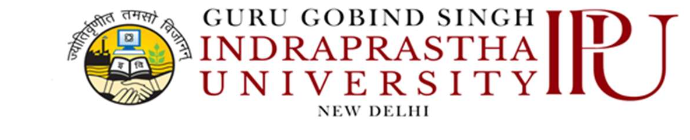 ज्योतिर्वृणीत तमसो विजानन्
इ वि
GURU GOBIND SINGH
INDRAPRASTHA
UNIVERSITY
NEW DELHI
IPU